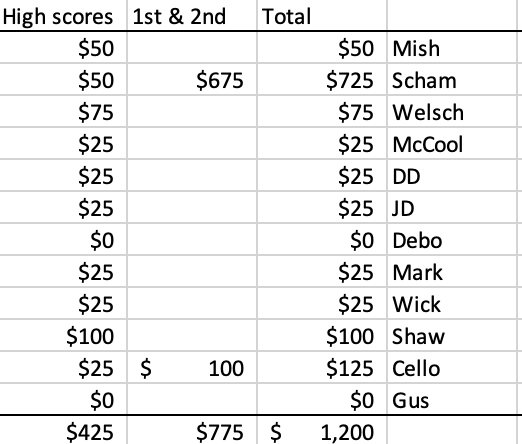 High scores 1st & 2nd Total
$50 $50 Mish
$50 $675 $725 Scham
$75 $75 Welsch
$25 $25 McCool
$25 $25 DD
$25 $25 JD
$0 $0 Debo
$25 $25 Mark
$25 $25 Wick
$100 $100 Shaw
$25 $ 100 $125 Cello
$0 $0 Gus
$425 $775 $ 1,200